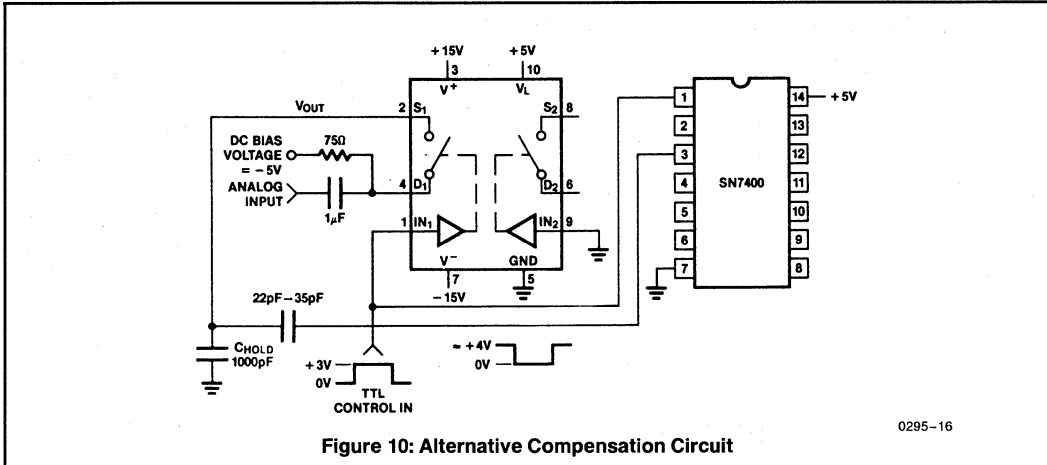 +15V
+5V
3
10
V+
VL
VOUT
2
S1
S2
8
DC BIAS
VOLTAGE
= –5V
75Ω
ANALOG
INPUT
1μF
4
D1
D2
6
1
IN1
IN2
9
V–
GND
7
5
–15V
22pF–35pF
CHOLD
1000pF
+3V
0V
TTL
CONTROL IN
≈ +4V
0V
1
2
3
4
5
6
7
SN7400
14
+5V
13
12
11
10
9
8
0295–16
Figure 10: Alternative Compensation Circuit